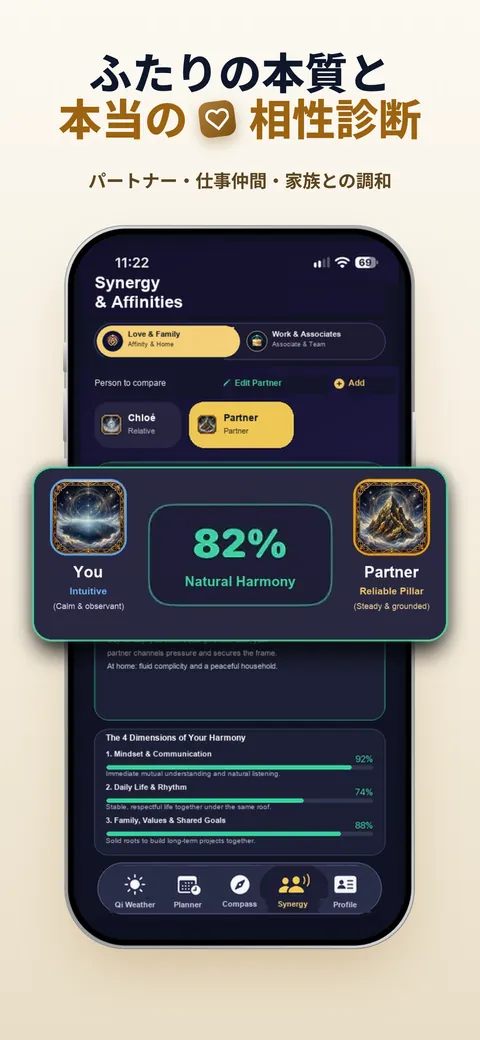 ふたりの本質と
本当の 相性診断
パートナー・仕事仲間・家族との調和
11:22
69
Synergy
& Affinities
Love & Family
Affinity & Home
Work & Associates
Associate & Team
Person to compare
Edit Partner
Add
Chloé
Relative
Partner
Partner
82%
Natural Harmony
You
Intuitive
(Calm & observant)
Partner
Reliable Pillar
(Steady & grounded)
partner channels pressure and secures the frame.
At home: fluid complicity and a peaceful household.
The 4 Dimensions of Your Harmony
1. Mindset & Communication
92%
Immediate mutual understanding and natural listening.
2. Daily Life & Rhythm
74%
Stable, respectful life together under the same roof.
3. Family, Values & Shared Goals
88%
Solid roots to build long-term projects together.
Qi Weather
Planner
Compass
Synergy
Profile